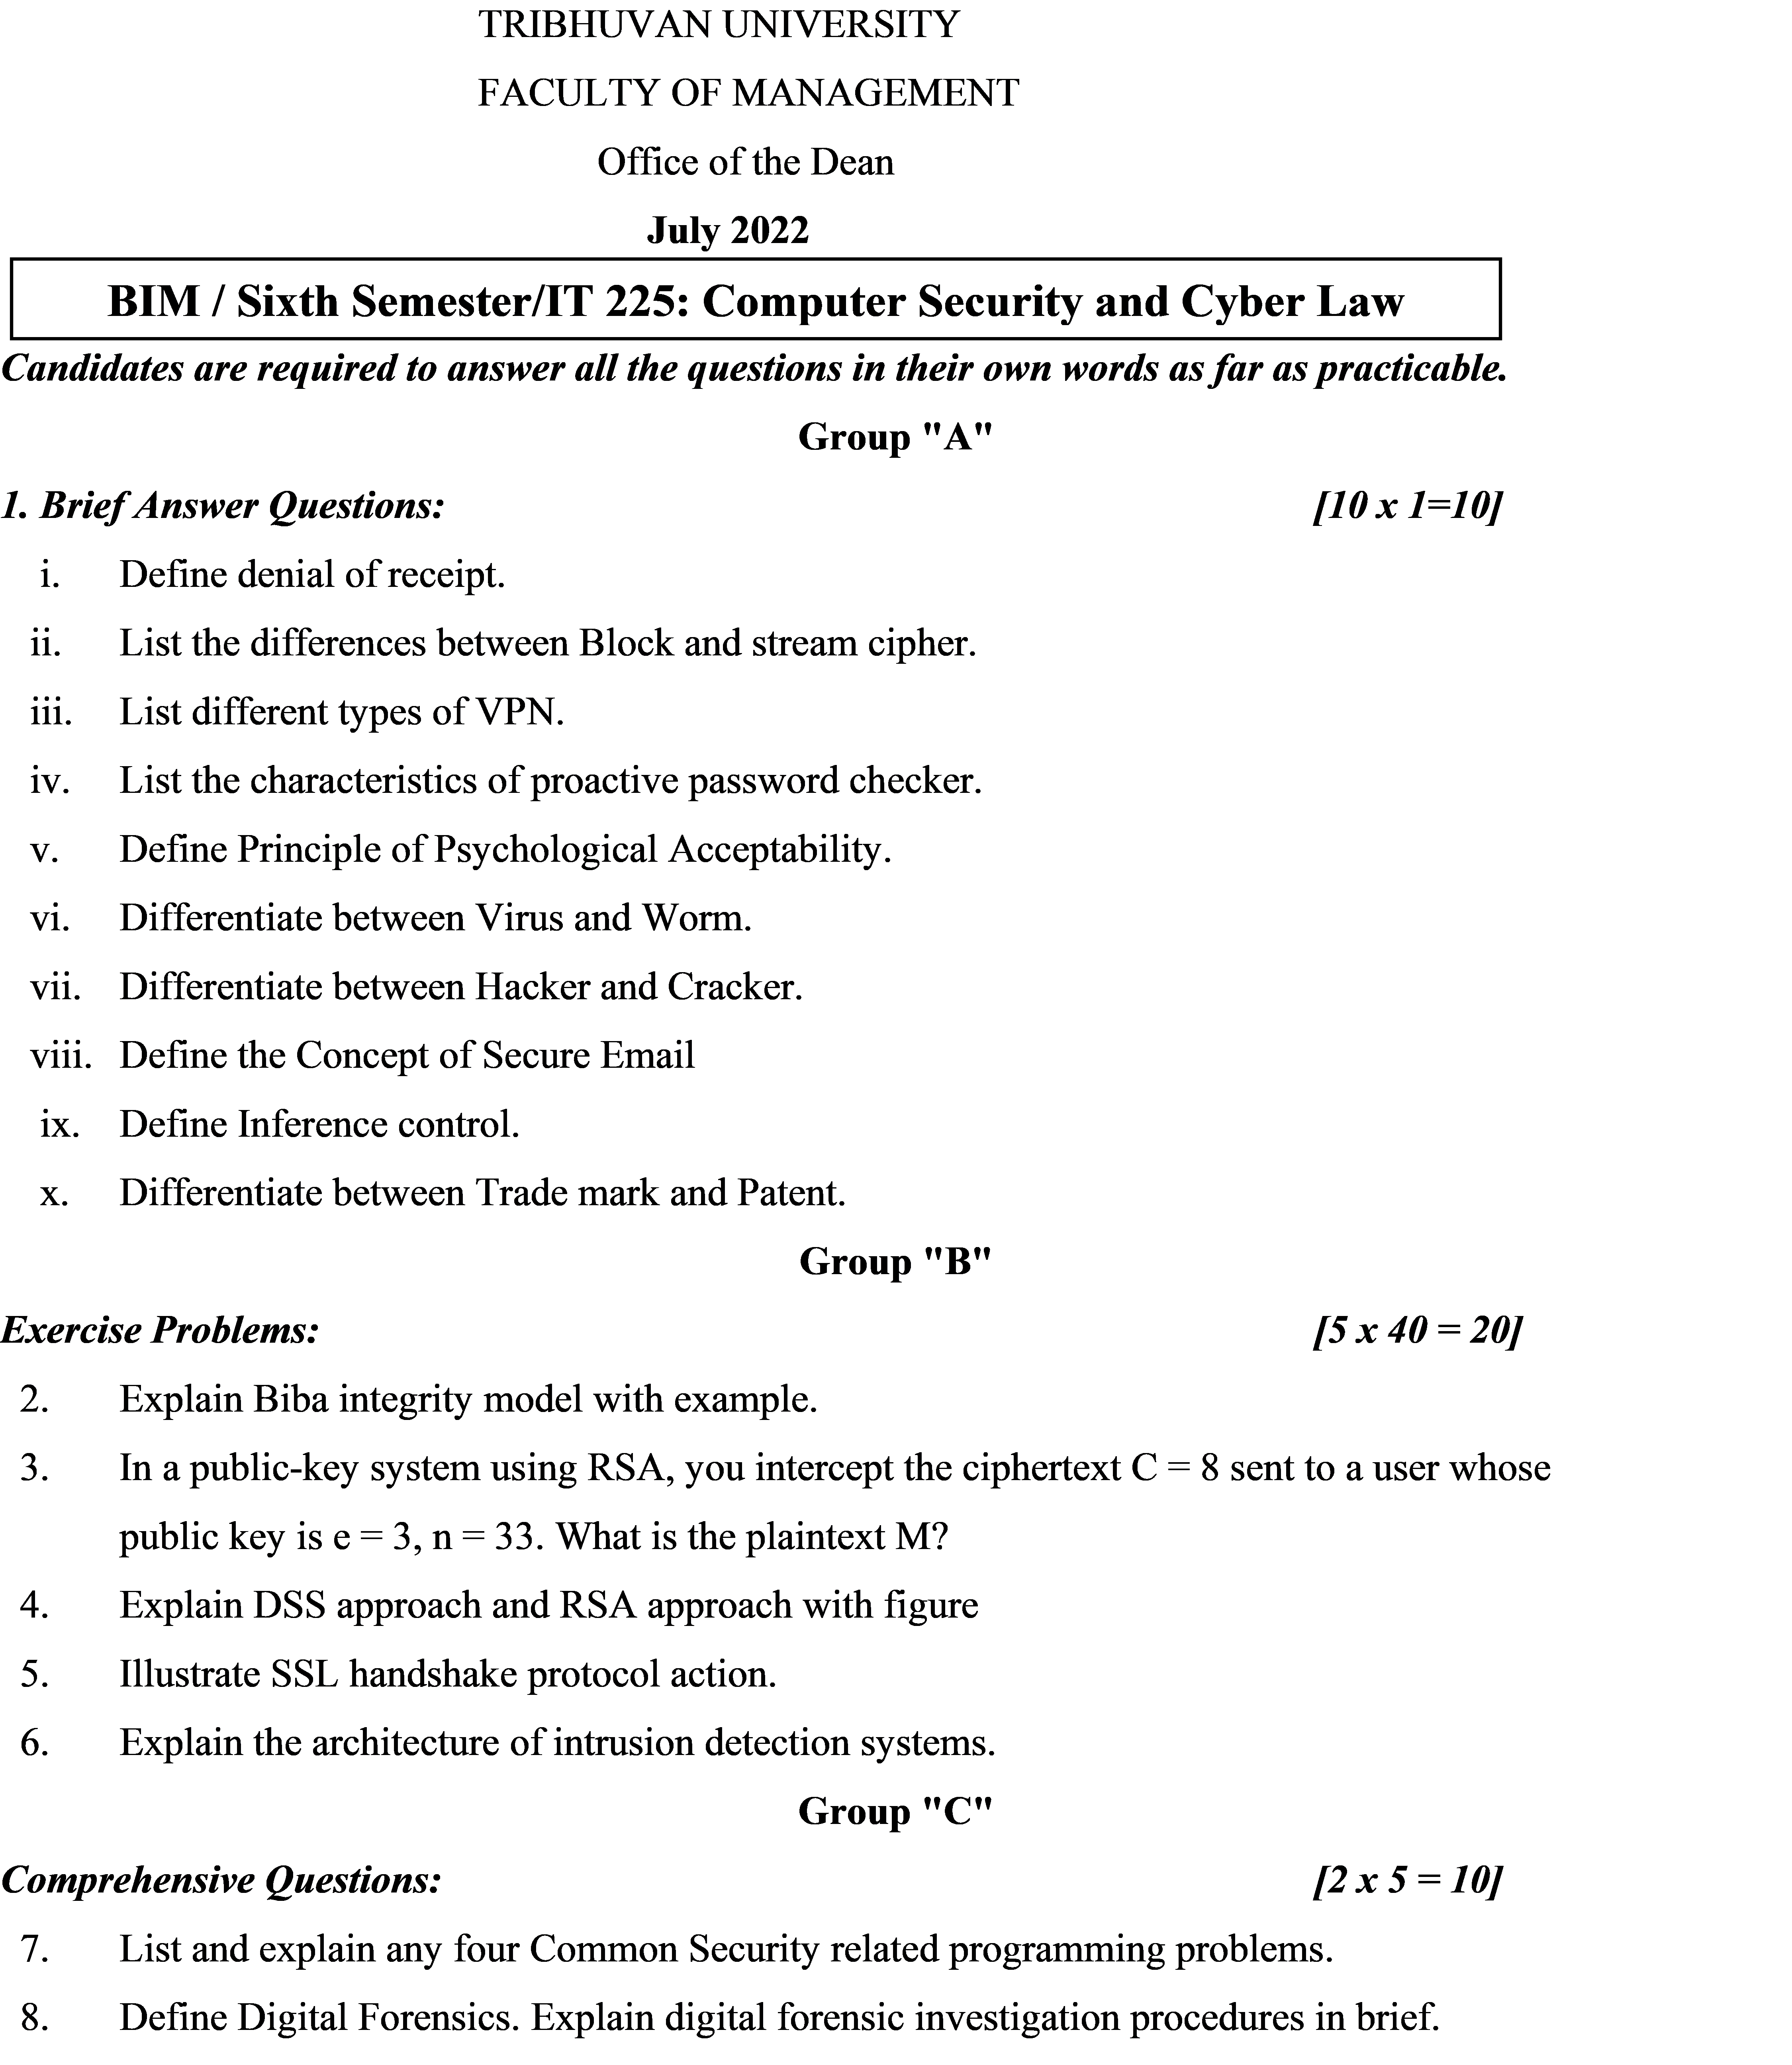 TRIBHUVAN UNIVERSITY
FACULTY OF MANAGEMENT
Office of the Dean
July 2022
BIM / Sixth Semester/IT 225: Computer Security and Cyber Law
Candidates are required to answer all the questions in their own words as far as practicable.
Group "A"
1. Brief Answer Questions: [10 x 1=10]
i. Define denial of receipt.
ii. List the differences between Block and stream cipher.
iii. List different types of VPN.
iv. List the characteristics of proactive password checker.
v. Define Principle of Psychological Acceptability.
vi. Differentiate between Virus and Worm.
vii. Differentiate between Hacker and Cracker.
viii. Define the Concept of Secure Email
ix. Define Inference control.
x. Differentiate between Trade mark and Patent.
Group "B"
Exercise Problems: [5 x 40 = 20]
2. Explain Biba integrity model with example.
3. In a public-key system using RSA, you intercept the ciphertext C = 8 sent to a user whose
public key is e = 3, n = 33. What is the plaintext M?
4. Explain DSS approach and RSA approach with figure
5. Illustrate SSL handshake protocol action.
6. Explain the architecture of intrusion detection systems.
Group "C"
Comprehensive Questions: [2 x 5 = 10]
7. List and explain any four Common Security related programming problems.
8. Define Digital Forensics. Explain digital forensic investigation procedures in brief.